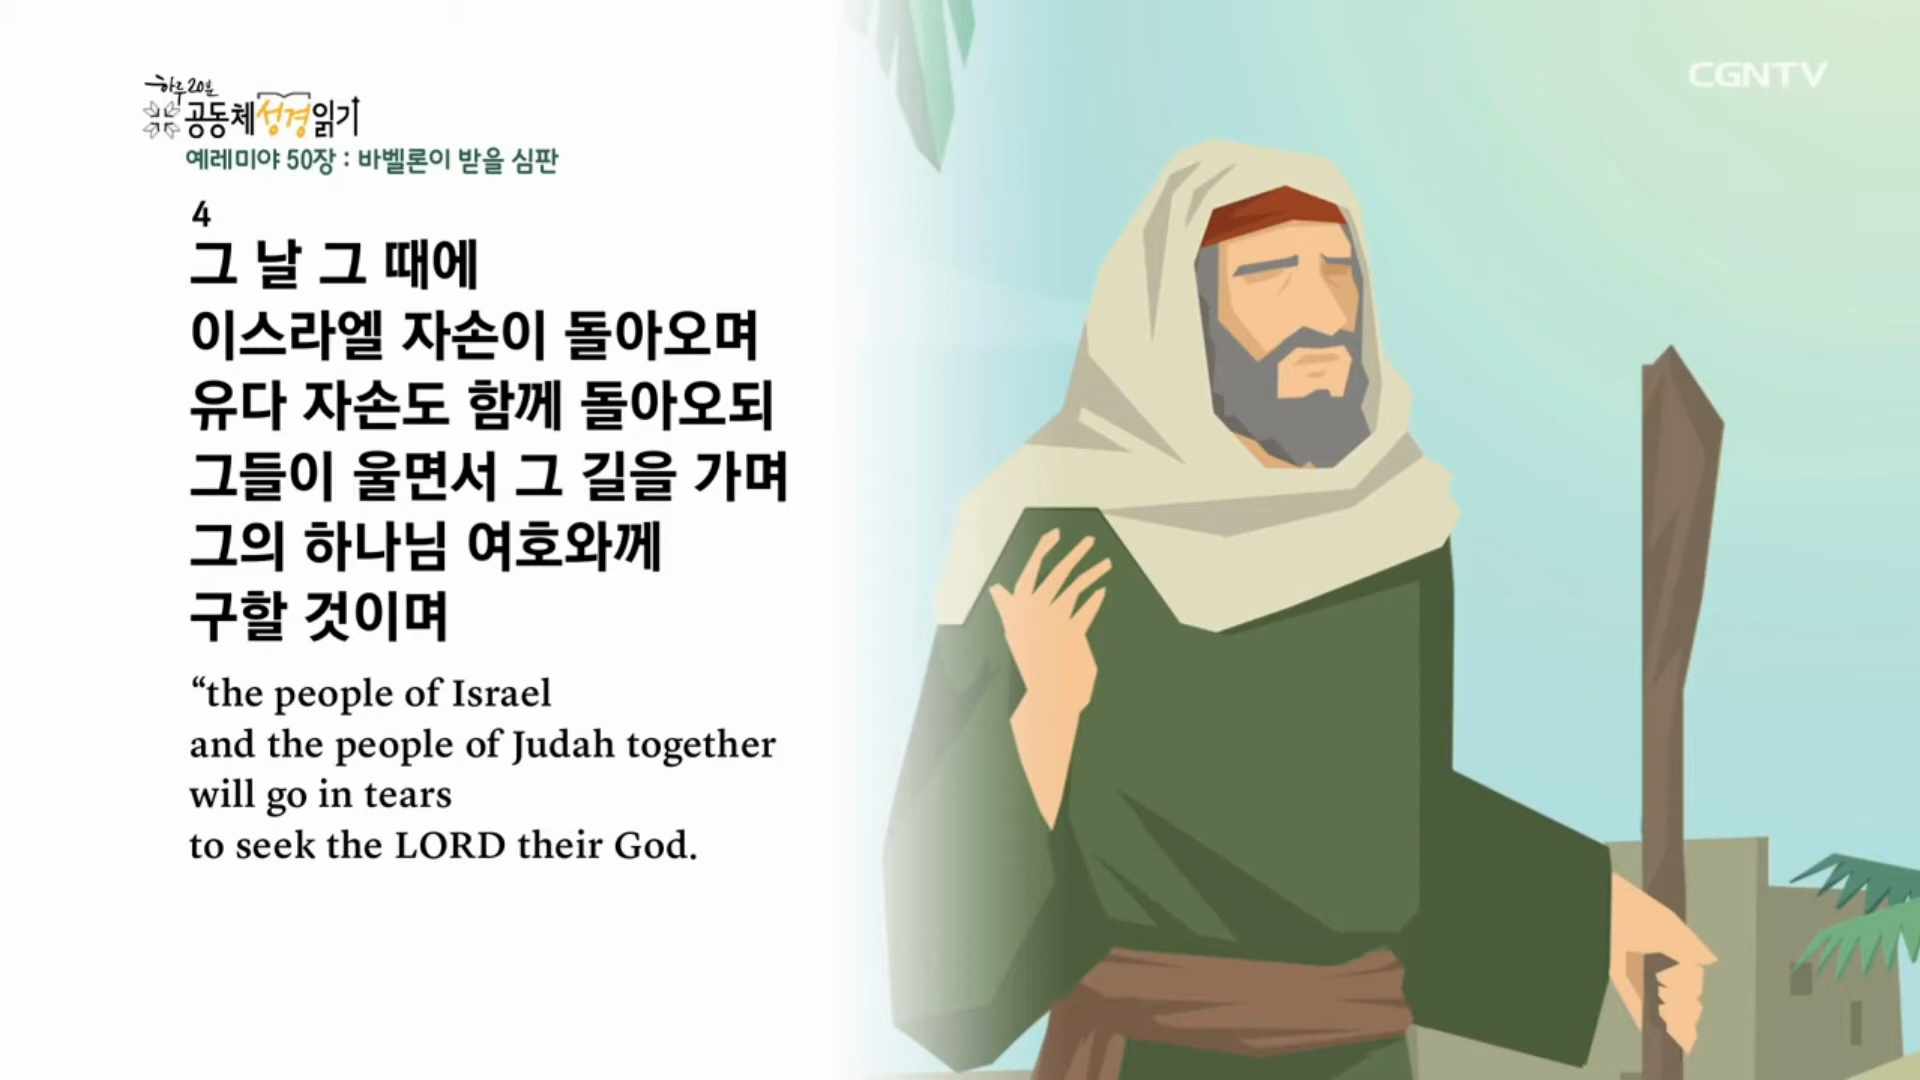 하루 20분
공동체성경읽기
CGNTV
예레미야 50장 : 바벨론이 받을 심판
4
그 날 그 때에
이스라엘 자손이 돌아오며
유다 자손도 함께 돌아오되
그들이 울면서 그 길을 가며
그의 하나님 여호와께
구할 것이며
“the people of Israel
and the people of Judah together
will go in tears
to seek the LORD their God.